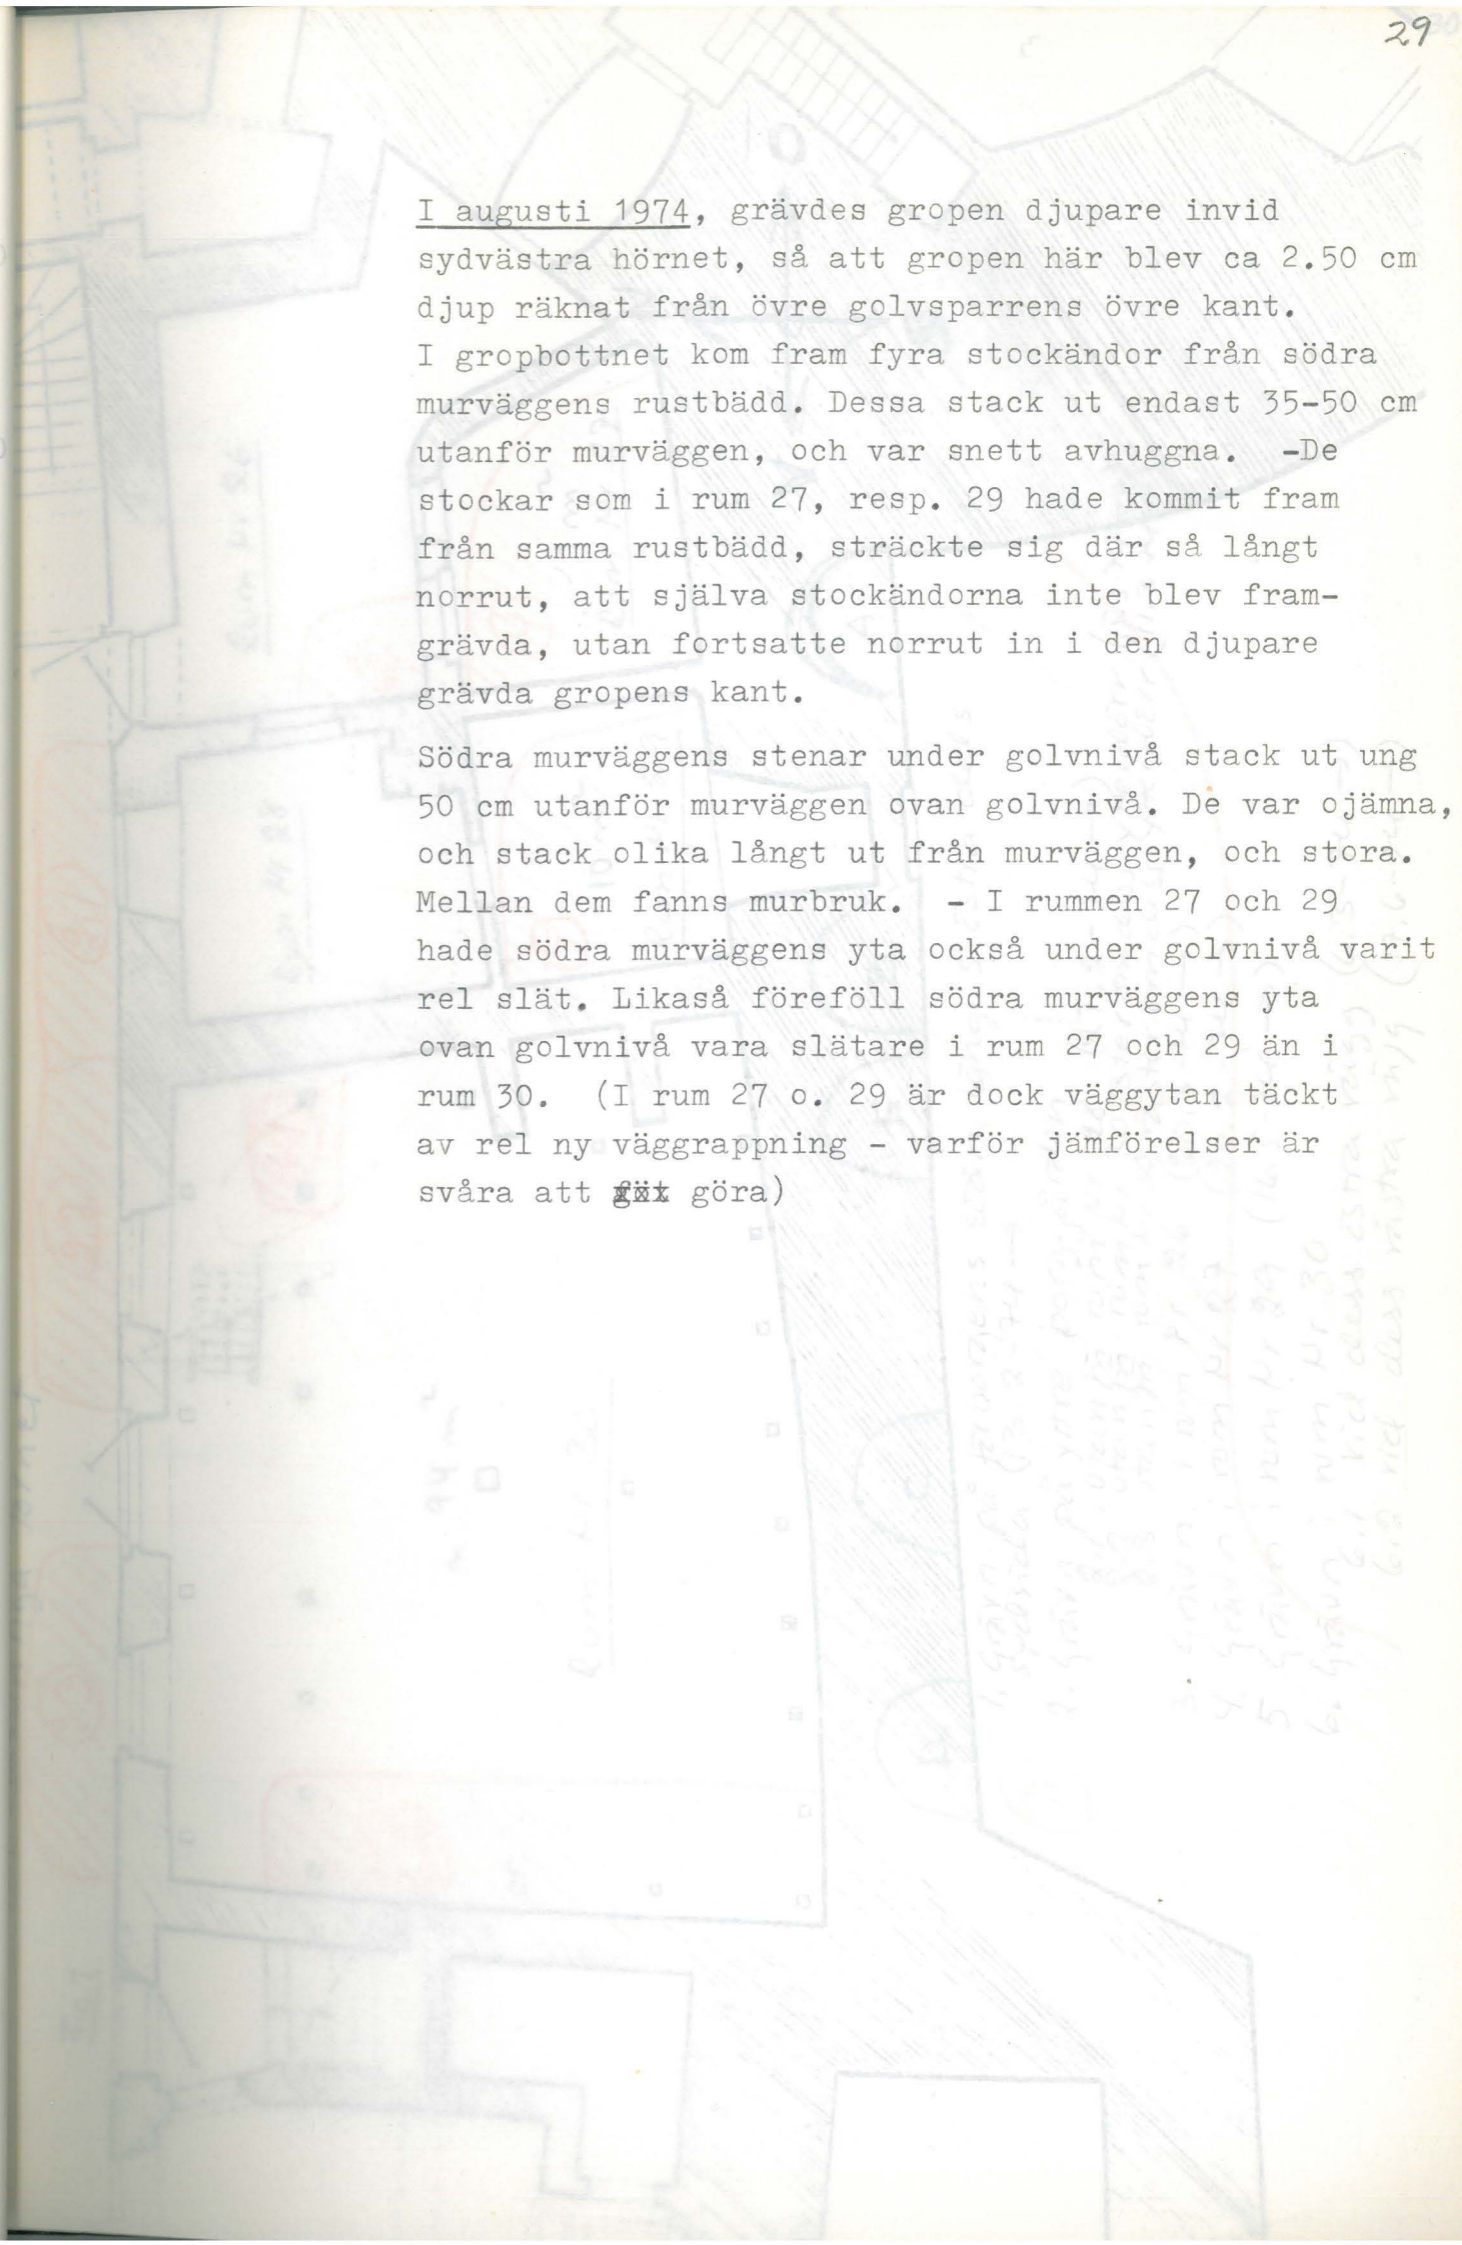 29
I augusti 1974, grävdes gropen djupare invid
sydvästra hörnet, så att gropen här blev ca 2.50 cm
djup räknat från övre golvsparrens övre kant.
I gropbottnet kom fram fyra stockändor från södra
murväggens rustbädd. Dessa stack ut endast 35-50 cm
utanför murväggen, och var snett avhuggna. -De
stockar som i rum 27, resp. 29 hade kommit fram
från samma rustbädd, sträckte sig där så långt
norrut, att själva stockändorna inte blev fram-
grävda, utan fortsatte norrut in i den djupare
grävda gropens kant.
Södra murväggens stenar under golvnivå stack ut ung
50 cm utanför murväggen ovan golvnivå. De var ojämna,
och stack olika långt ut från murväggen, och stora.
Mellan dem fanns murbruk. - I rummen 27 och 29
hade södra murväggens yta också under golvnivå varit
rel slät. Likaså föreföll södra murväggens yta
ovan golvnivå vara slätare i rum 27 och 29 än i
rum 30. (I rum 27 o. 29 är dock väggytan täckt
av rel ny väggrappning - varför jämförelser är
svåra att göra)